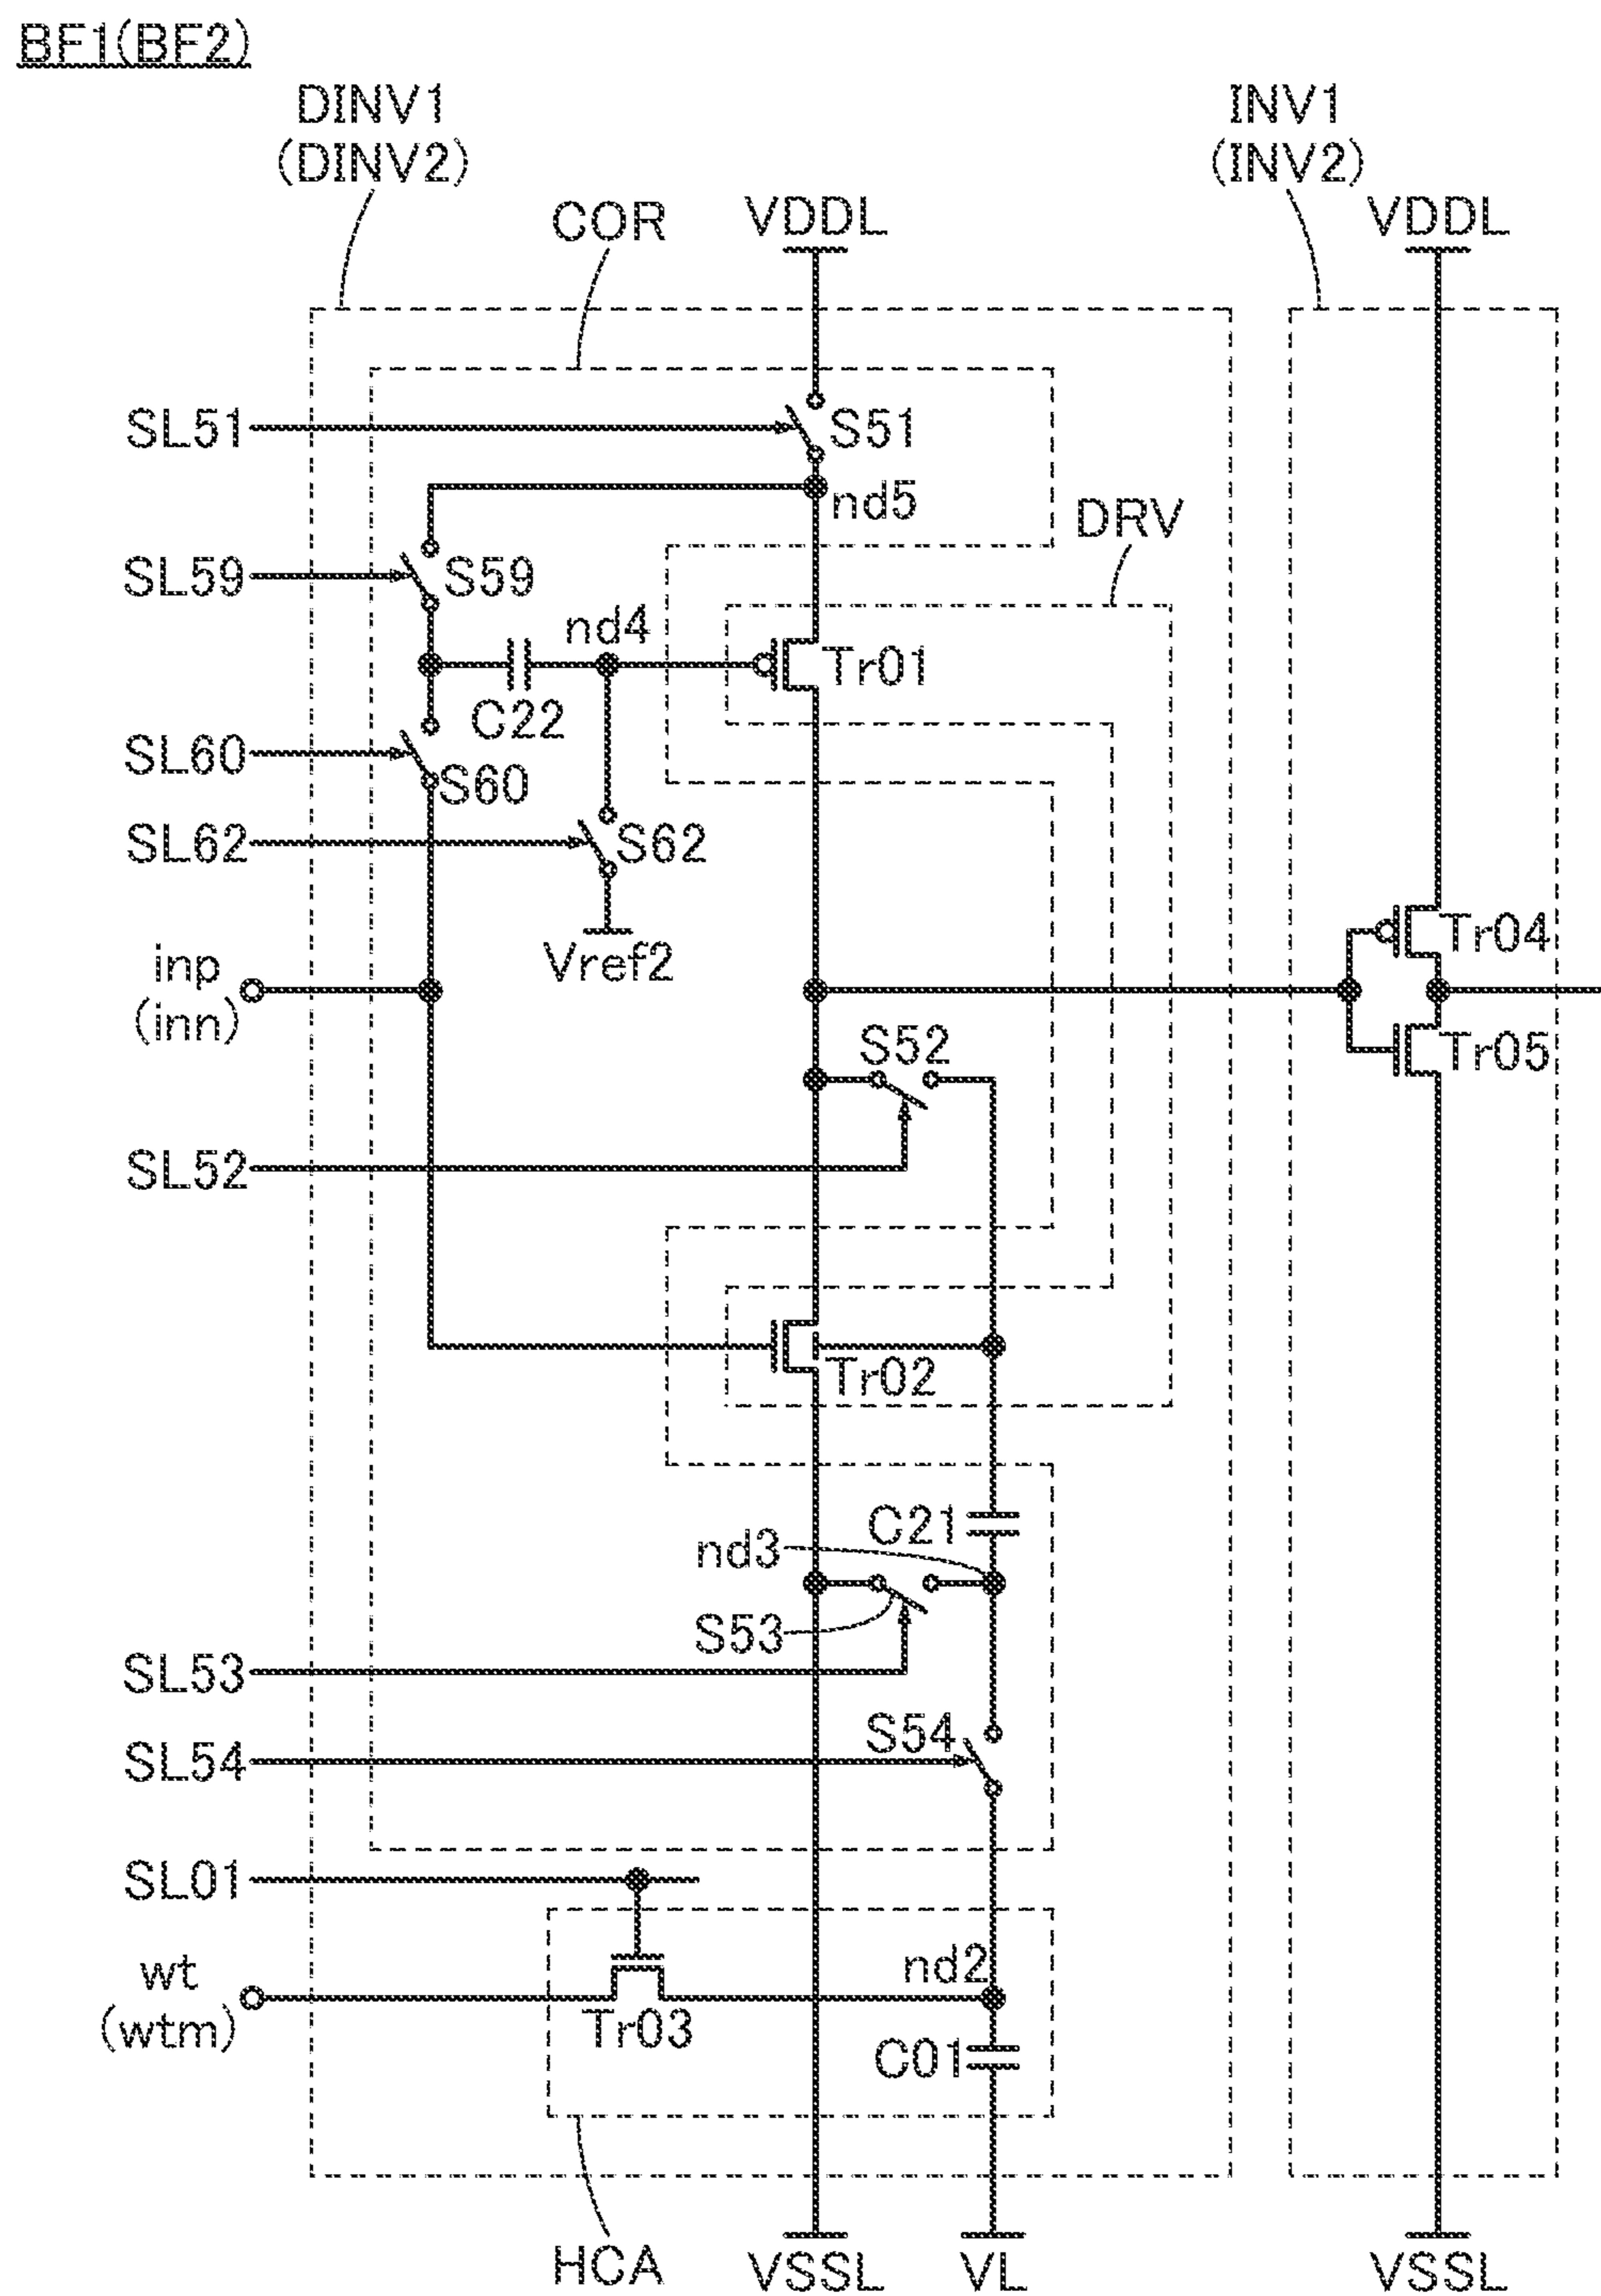 BF1(BF2)
DINV1
(DINV2)
INV1
(INV2)
COR
VDDL
VDDL
SL51
S51
nd5
DRV
SL59
S59
nd4
Tr01
C22
SL60
S60
SL62
S62
Vref2
Tr04
inp
(inn)
S52
Tr05
SL52
Tr02
C21
nd3
S53
SL53
S54
SL54
SL01
wt
(wtm)
nd2
Tr03
C01
HCA
VSSL
VL
VSSL